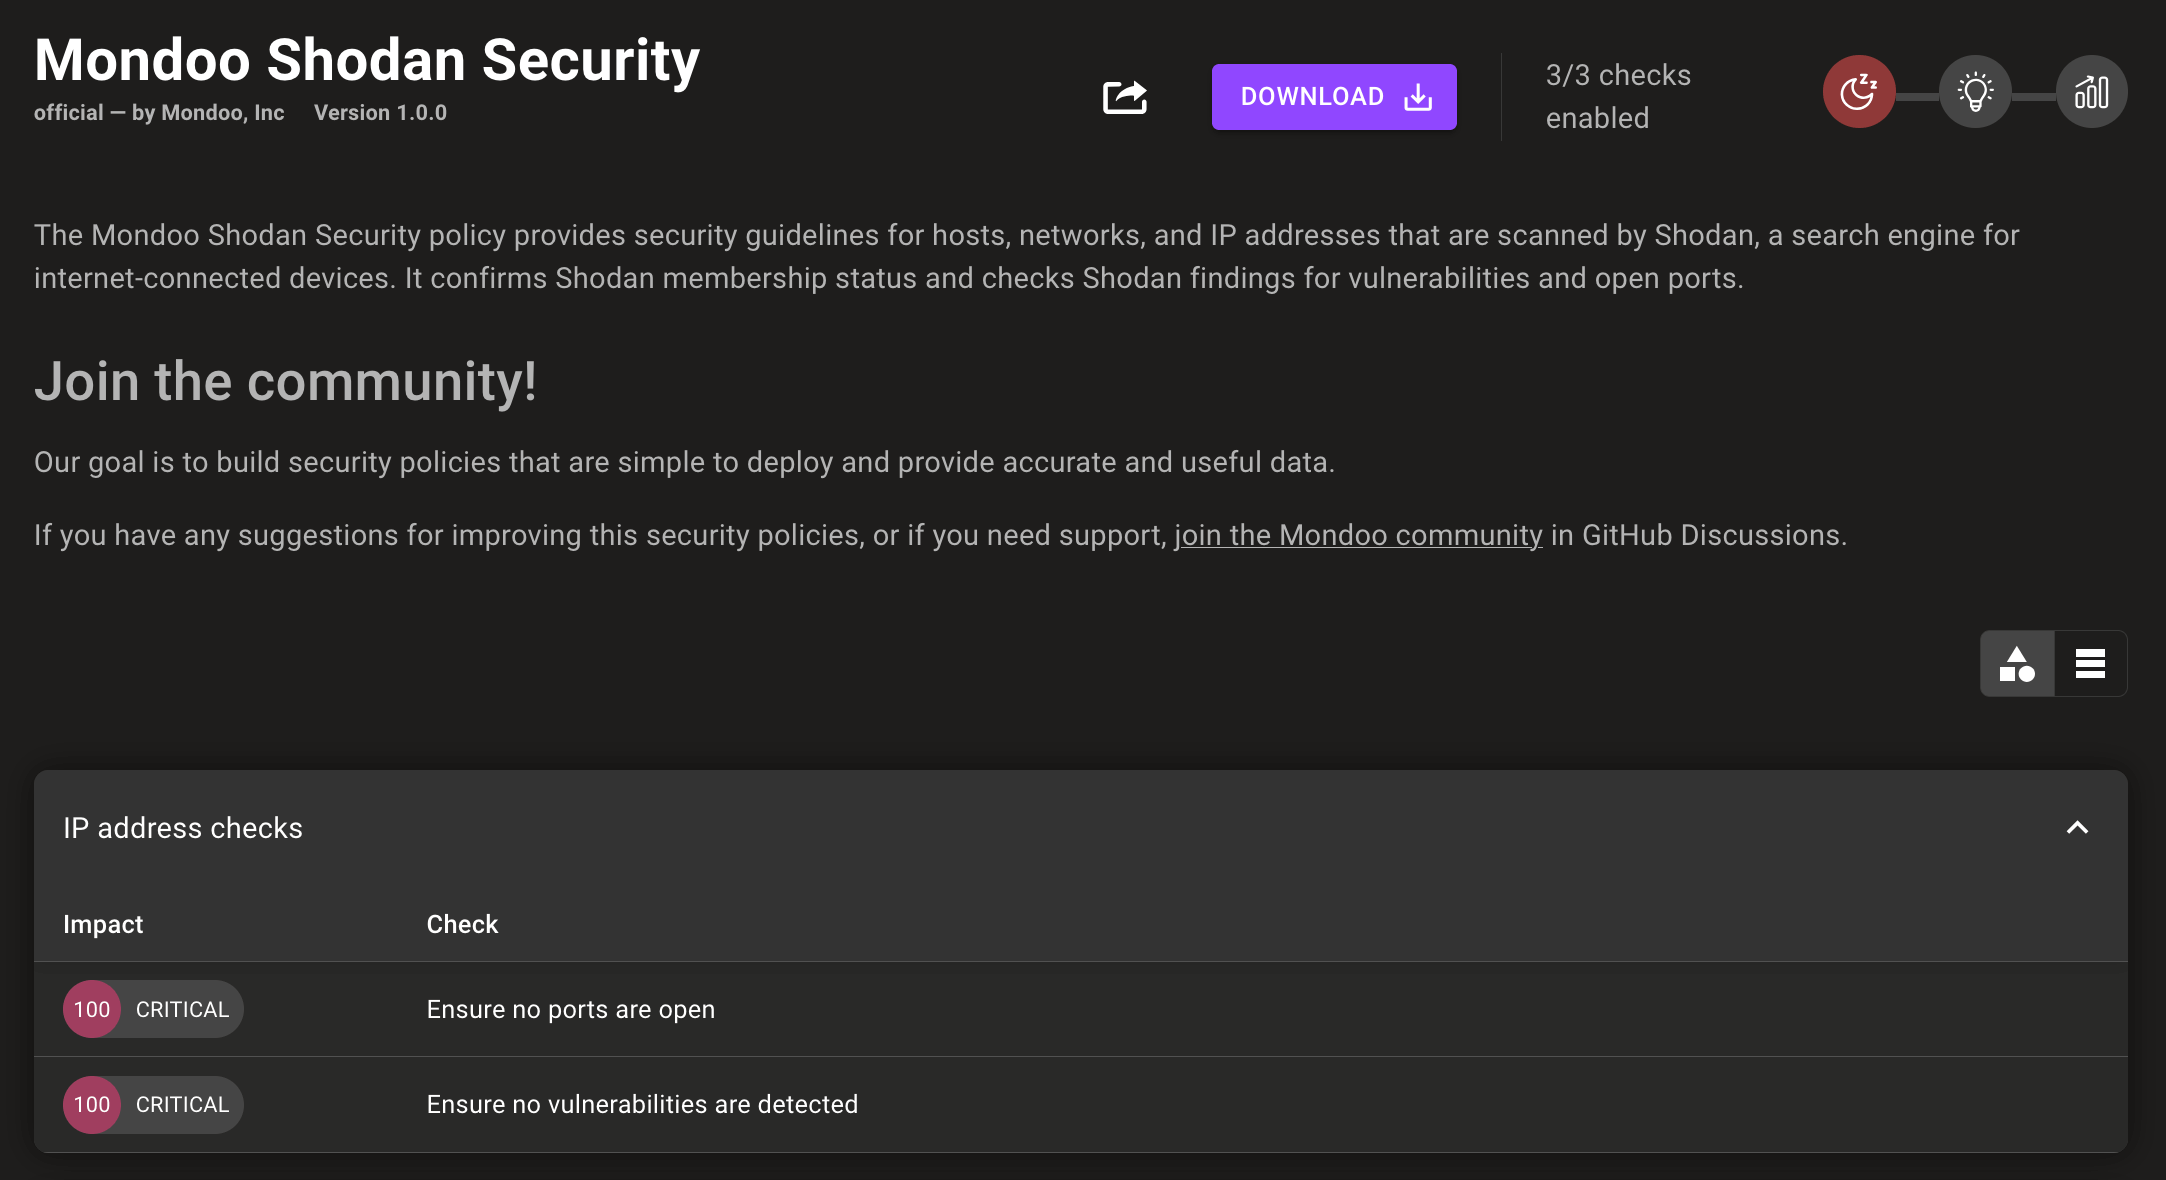 Mondoo Shodan Security
official — by Mondoo, Inc Version 1.0.0
DOWNLOAD
3/3 checks
enabled
The Mondoo Shodan Security policy provides security guidelines for hosts, networks, and IP addresses that are scanned by Shodan, a search engine for
internet-connected devices. It confirms Shodan membership status and checks Shodan findings for vulnerabilities and open ports.
Join the community!
Our goal is to build security policies that are simple to deploy and provide accurate and useful data.
If you have any suggestions for improving this security policies, or if you need support, join the Mondoo community in GitHub Discussions.
IP address checks
Impact Check
100 CRITICAL Ensure no ports are open
100 CRITICAL Ensure no vulnerabilities are detected